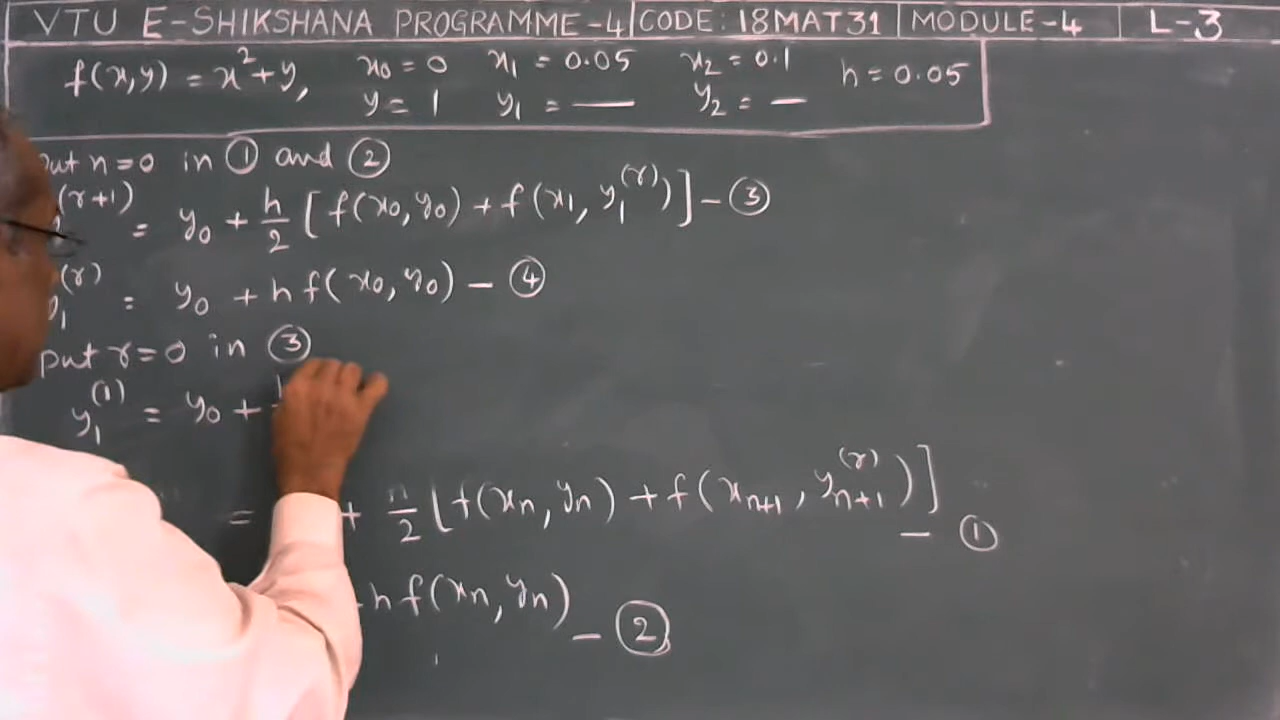 VTU E-SHIKSHANA PROGRAMME-4 | CODE: 18MAT31 | MODULE-4 | L-3
f(x,y) = x²+y, x₀ = 0 x₁ = 0.05 x₂ = 0.1 h = 0.05
y = 1 y₁ = — y₂ = —
put n=0 in ① and ②
(r+1) = y₀ + h/2 [f(x₀,y₀) + f(x₁, y₁^(r))] - ③
y₁^(r) = y₀ + h f(x₀, y₀) - ④
put r=0 in ③
y₁^(1) = y₀ +
= + h/2 [f(xn, yn) + f(xn+1, yn+1^(r))]
- ①
h f(xn, yn) - ②